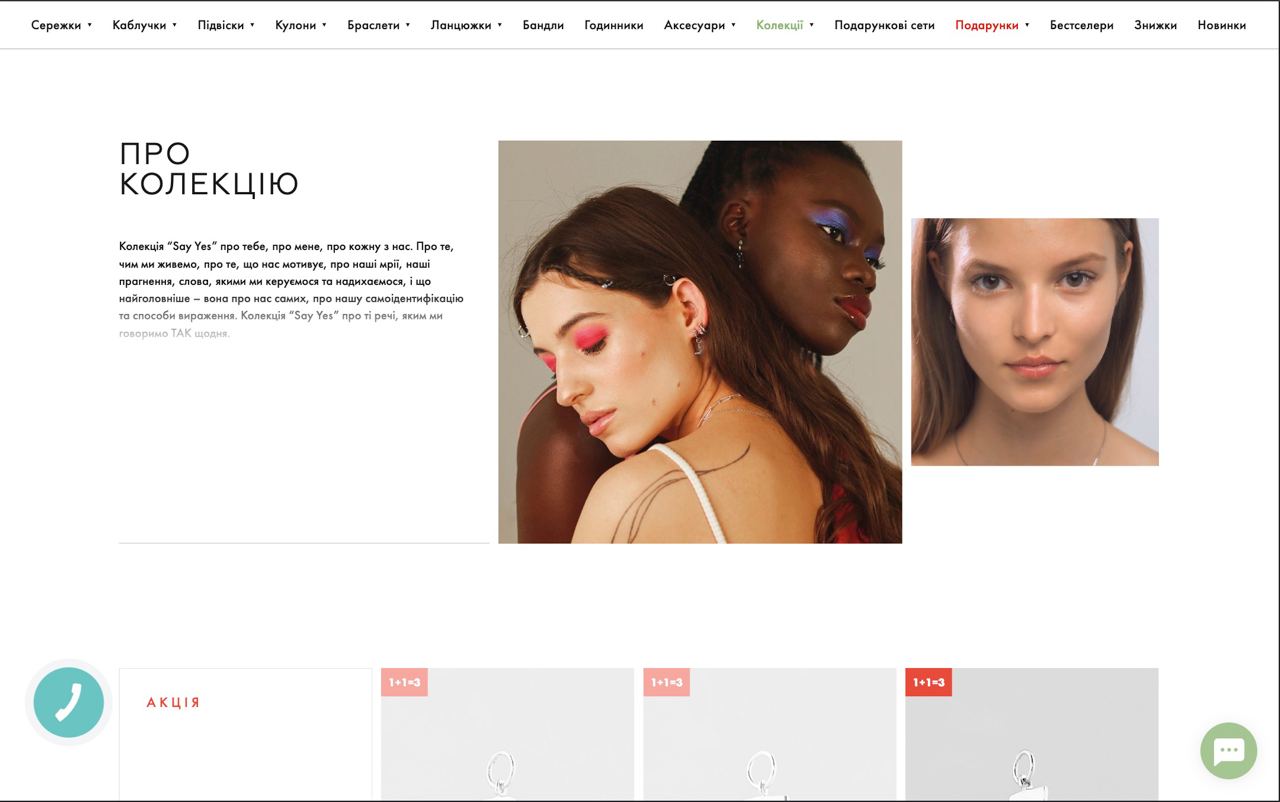 Сережки
Каблучки
Підвіски
Кулони
Браслети
Ланцюжки
Бандли
Годинники
Аксесуари
Колекції
Подарункові сети
Подарунки
Бестселери
Знижки
Новинки
ПРО
КОЛЕКЦІЮ
Колекція “Say Yes” про тебе, про мене, про кожну з нас. Про те,
чим ми живемо, про те, що нас мотивує, про наші мрії, наші
прагнення, слова, якими ми керуємося та надихаємося, і що
найголовніше – вона про нас самих, про нашу самоідентифікацію
та способи вираження. Колекція “Say Yes” про ті речі, яким ми
говоримо ТАК щодня.
АКЦІЯ
1+1=3
1+1=3
1+1=3